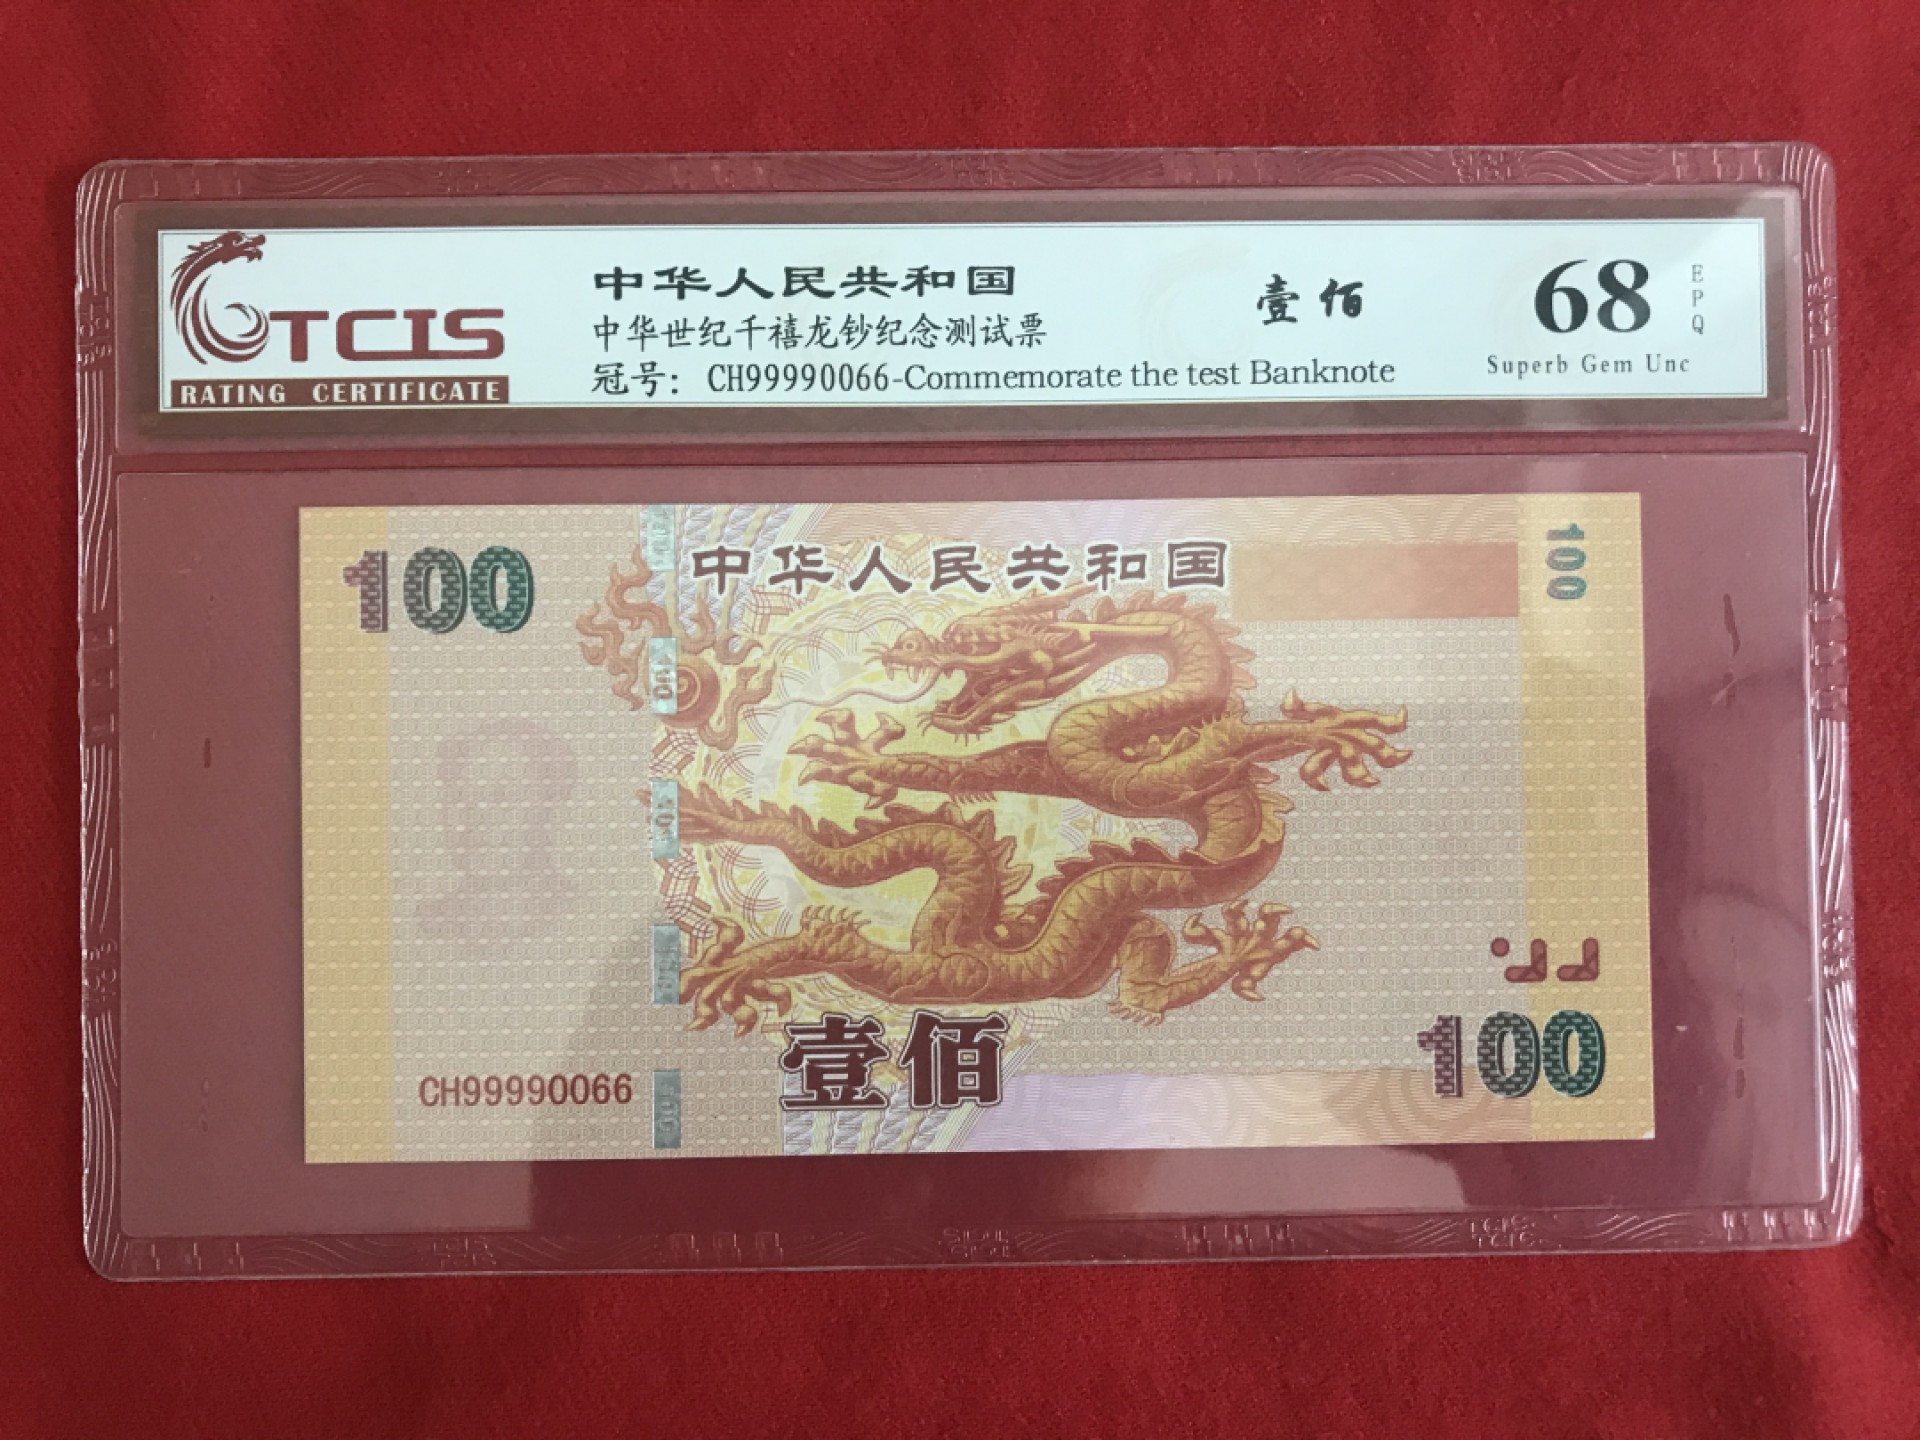 TCIS
RATING CERTIFICATE
中华人民共和国
中华世纪千禧龙钞纪念测试票
冠号：CH99990066-Commemorate the test Banknote
壹佰
68
EPQ
Superb Gem Unc
100
中华人民共和国
100
CH99990066
壹佰
100